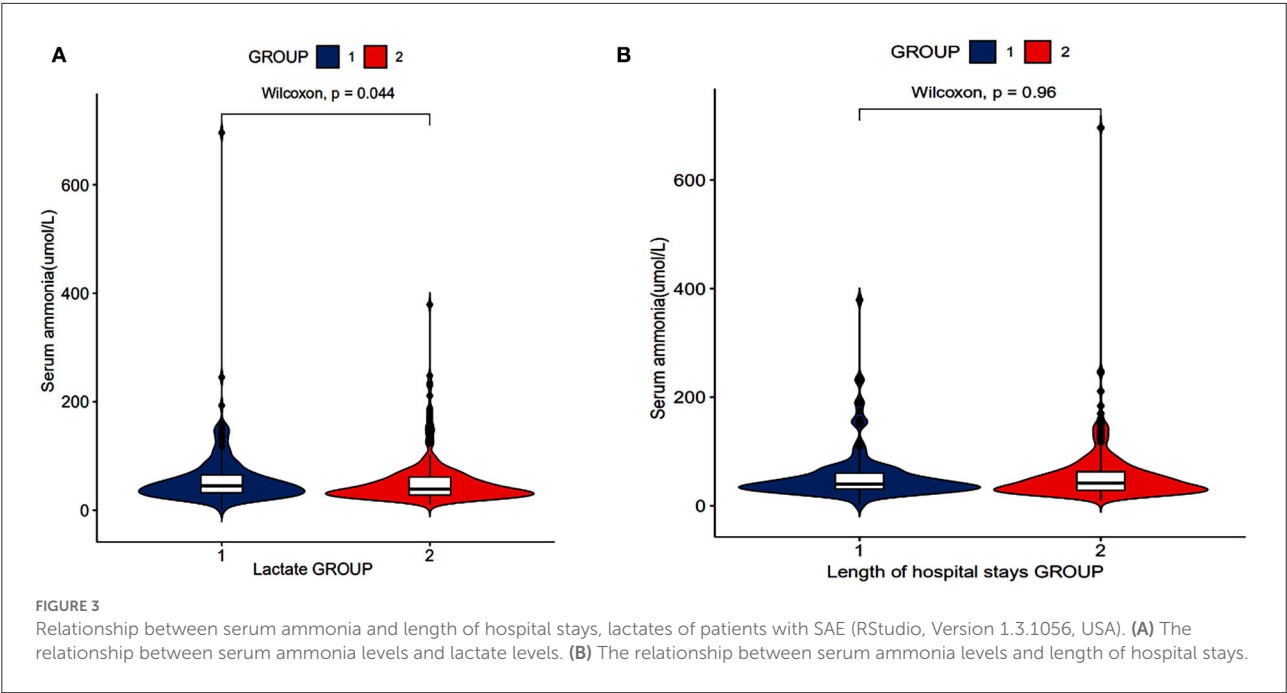 A
GROUP 1 2
Wilcoxon, p = 0.044
Serum ammonia(umol/L)
600
400
200
0
1 2
Lactate GROUP
B
GROUP 1 2
Wilcoxon, p = 0.96
Serum ammonia(umol/L)
600
400
200
0
1 2
Length of hospital stays GROUP
FIGURE 3
Relationship between serum ammonia and length of hospital stays, lactates of patients with SAE (RStudio, Version 1.3.1056, USA). (A) The
relationship between serum ammonia levels and lactate levels. (B) The relationship between serum ammonia levels and length of hospital stays.